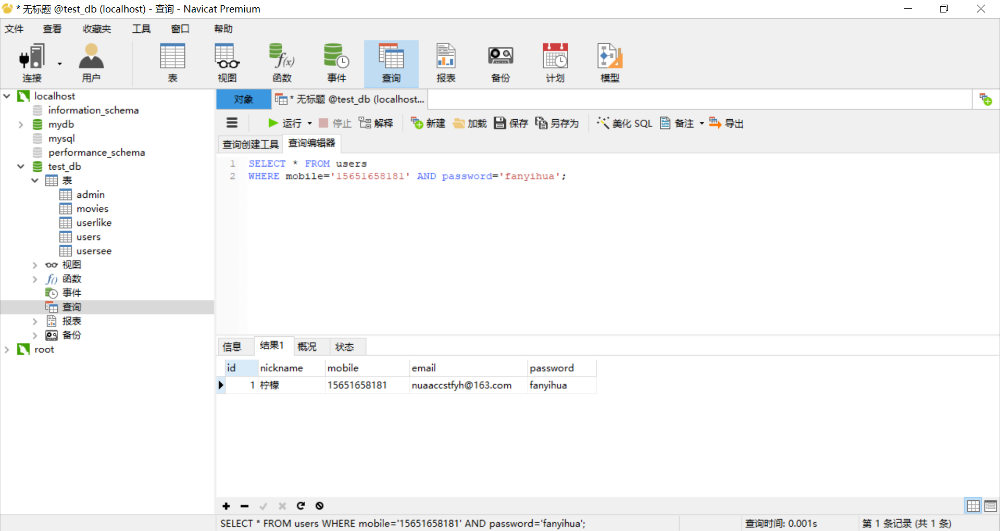 * 无标题 @test_db (localhost) - 查询 - Navicat Premium
文件 查看 收藏夹 工具 窗口 帮助
连接 用户 表 视图 函数 事件 查询 报表 备份 计划 模型
localhost
information_schema
mydb
mysql
performance_schema
test_db
表
admin
movies
userlike
users
usersee
视图
函数
事件
查询
报表
备份
root
对象 * 无标题 @test_db (localhost...
运行 停止 解释 新建 加载 保存 另存为 美化 SQL 备注 导出
查询创建工具 查询编辑器
1 SELECT * FROM users
2 WHERE mobile='15651658181' AND password='fanyihua';
信息 结果1 概况 状态
id nickname mobile email password
1 柠檬 15651658181 nuaaccstfyh@163.com fanyihua
SELECT * FROM users WHERE mobile='15651658181' AND password='fanyihua'; 查询时间: 0.001s 第 1 条记录 (共 1 条)